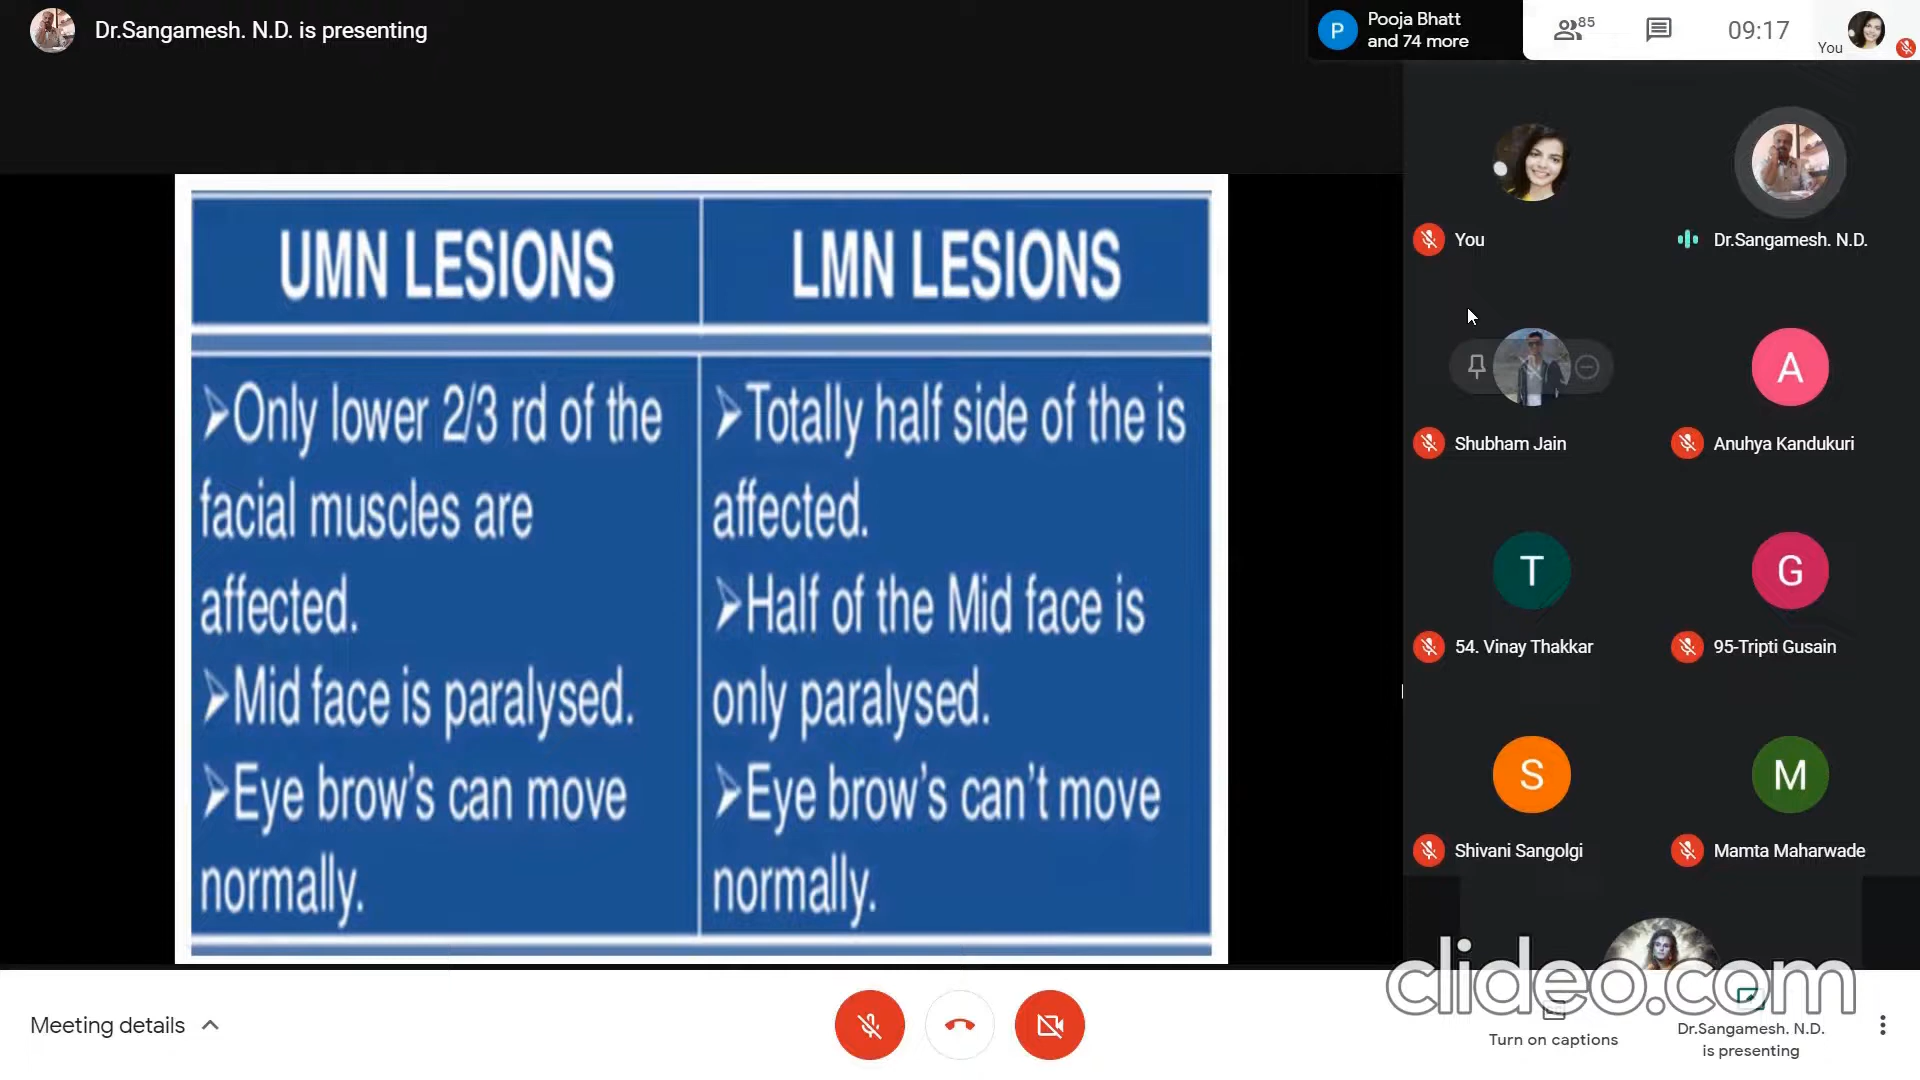 Dr.Sangamesh. N.D. is presenting
P
Pooja Bhatt
and 74 more
85
09:17
You
UMN LESIONS
LMN LESIONS
➢Only lower 2/3 rd of the
facial muscles are
affected.
➢Mid face is paralysed.
➢Eye brow’s can move
normally.
➢Totally half side of the is
affected.
➢Half of the Mid face is
only paralysed.
➢Eye brow’s can’t move
normally.
You
Dr.Sangamesh. N.D.
Shubham Jain
A
Anuhya Kandukuri
T
54. Vinay Thakkar
G
95-Tripti Gusain
S
Shivani Sangolgi
M
Mamta Maharwade
clideo.com
Meeting details
Turn on captions
Dr.Sangamesh. N.D.
is presenting